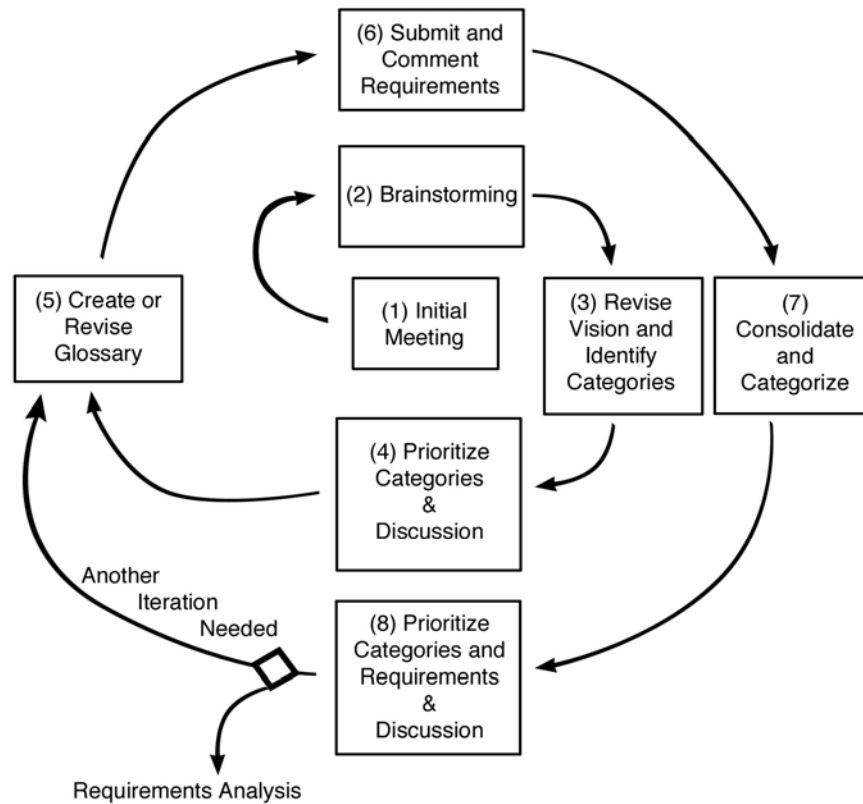 (6) Submit and
Comment
Requirements
(2) Brainstorming
(5) Create or
Revise
Glossary
(1) Initial
Meeting
(3) Revise
Vision and
Identify
Categories
(7)
Consolidate
and
Categorize
(4) Prioritize
Categories
&
Discussion
Another
Iteration
Needed
(8) Prioritize
Categories and
Requirements
&
Discussion
Requirements Analysis